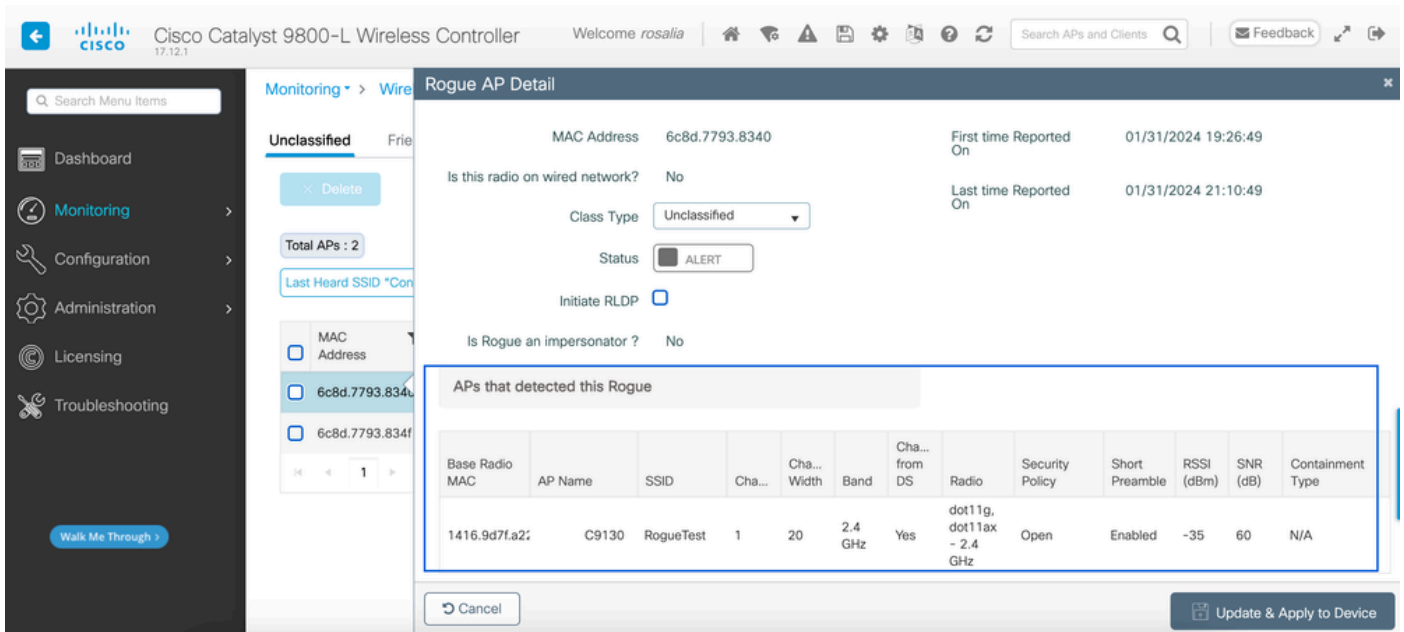 CISCO
Cisco Catalyst 9800-L Wireless Controller
17.12.1
Welcome rosalia
Search APs and Clients
Feedback
Search Menu Items
Dashboard
Monitoring
Configuration
Administration
Licensing
Troubleshooting
Walk Me Through >
Monitoring > Wire
Unclassified Frie
× Delete
Total APs : 2
Last Heard SSID "Con
MAC
Address
6c8d.7793.8340
6c8d.7793.834f
1
Rogue AP Detail
MAC Address 6c8d.7793.8340
Is this radio on wired network? No
Class Type Unclassified
Status ALERT
Initiate RLDP
Is Rogue an impersonator ? No
First time Reported
On
01/31/2024 19:26:49
Last time Reported
On
01/31/2024 21:10:49
APs that detected this Rogue
Base Radio
MAC
AP Name
SSID
Cha...
Cha...
Width
Band
Cha...
from
DS
Radio
Security
Policy
Short
Preamble
RSSI
(dBm)
SNR
(dB)
Containment
Type
1416.9d7f.a22
C9130
RogueTest
1
20
2.4
GHz
Yes
dot11g,
dot11ax
- 2.4
GHz
Open
Enabled
-35
60
N/A
Cancel
Update & Apply to Device